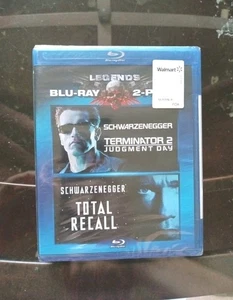 LEGENDS
Walmart
BLU-RAY 2-P
SCHWARZENEGGER
TERMINATOR 2
JUDGMENT DAY
SCHWARZENEGGER
TOTAL
RECALL